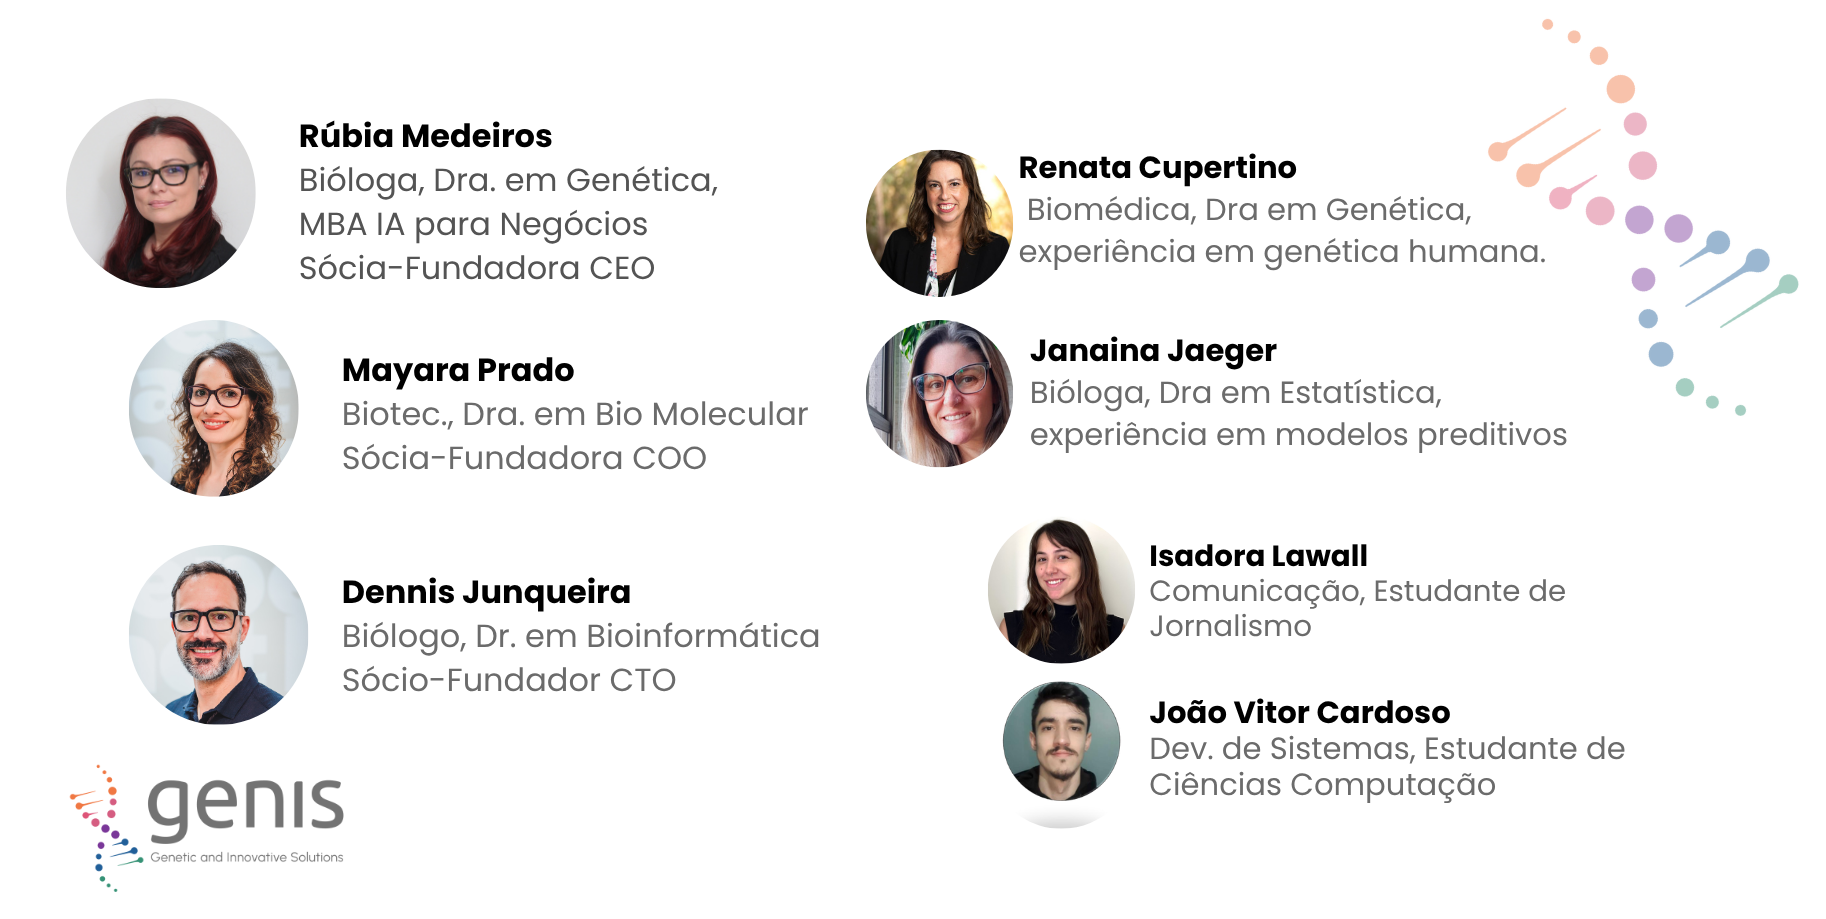 Rúbia Medeiros
Bióloga, Dra. em Genética,
MBA IA para Negócios
Sócia-Fundadora CEO
Mayara Prado
Biotec., Dra. em Bio Molecular
Sócia-Fundadora COO
Dennis Junqueira
Biólogo, Dr. em Bioinformática
Sócio-Fundador CTO
genis
Genetic and Innovative Solutions
Renata Cupertino
Biomédica, Dra em Genética,
experiência em genética humana.
Janaina Jaeger
Bióloga, Dra em Estatística,
experiência em modelos preditivos
Isadora Lawall
Comunicação, Estudante de
Jornalismo
João Vitor Cardoso
Dev. de Sistemas, Estudante de
Ciências Computação